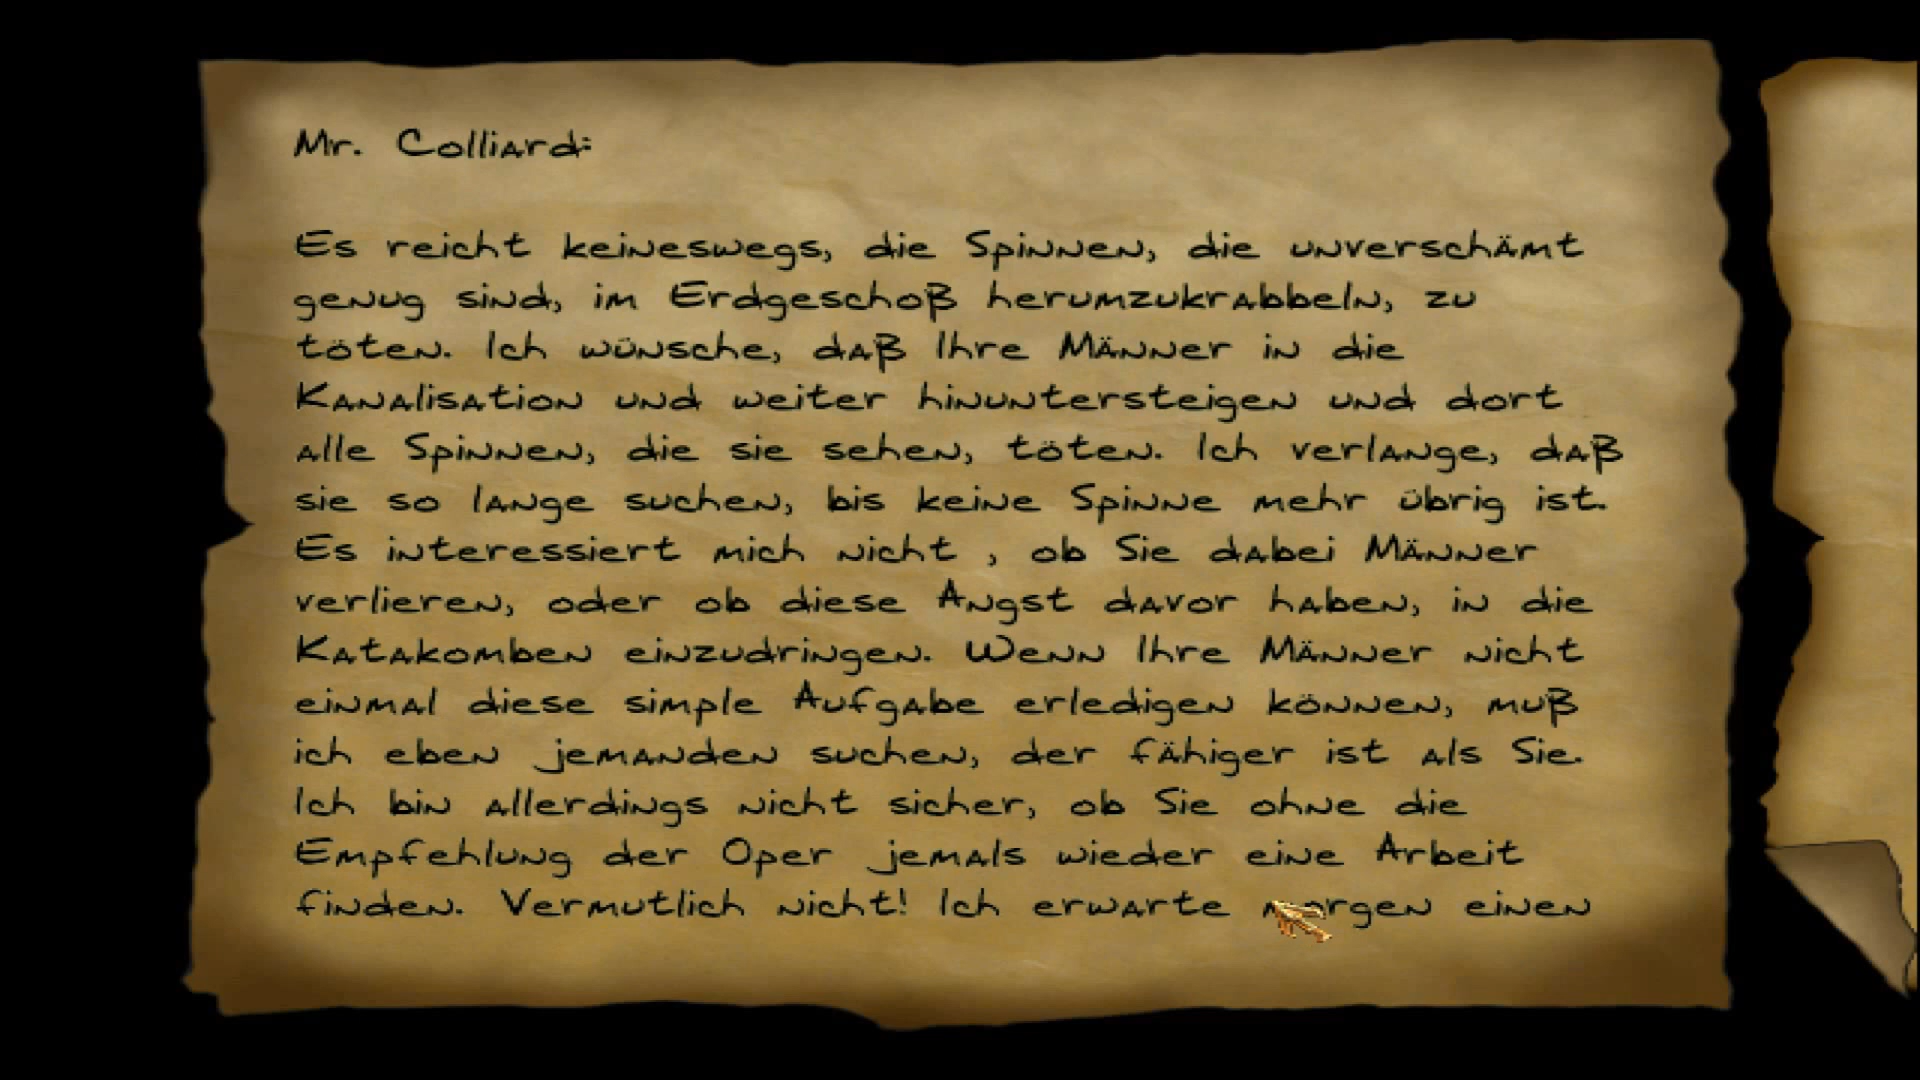 Mr. Colliard:
Es reicht keineswegs, die Spinnen, die unverschämt
genug sind, im Erdgeschoß herumzukrabbeln, zu
töten. Ich wünsche, daß Ihre Männer in die
Kanalisation und weiter hinuntersteigen und dort
alle Spinnen, die sie sehen, töten. Ich verlange, daß
sie so lange suchen, bis keine Spinne mehr übrig ist.
Es interessiert mich nicht , ob Sie dabei Männer
verlieren, oder ob diese Angst davor haben, in die
Katakomben einzudringen. Wenn Ihre Männer nicht
einmal diese simple Aufgabe erledigen können, muß
ich eben jemanden suchen, der fähiger ist als Sie.
Ich bin allerdings nicht sicher, ob Sie ohne die
Empfehlung der Oper jemals wieder eine Arbeit
finden. Vermutlich nicht! Ich erwarte morgen einen